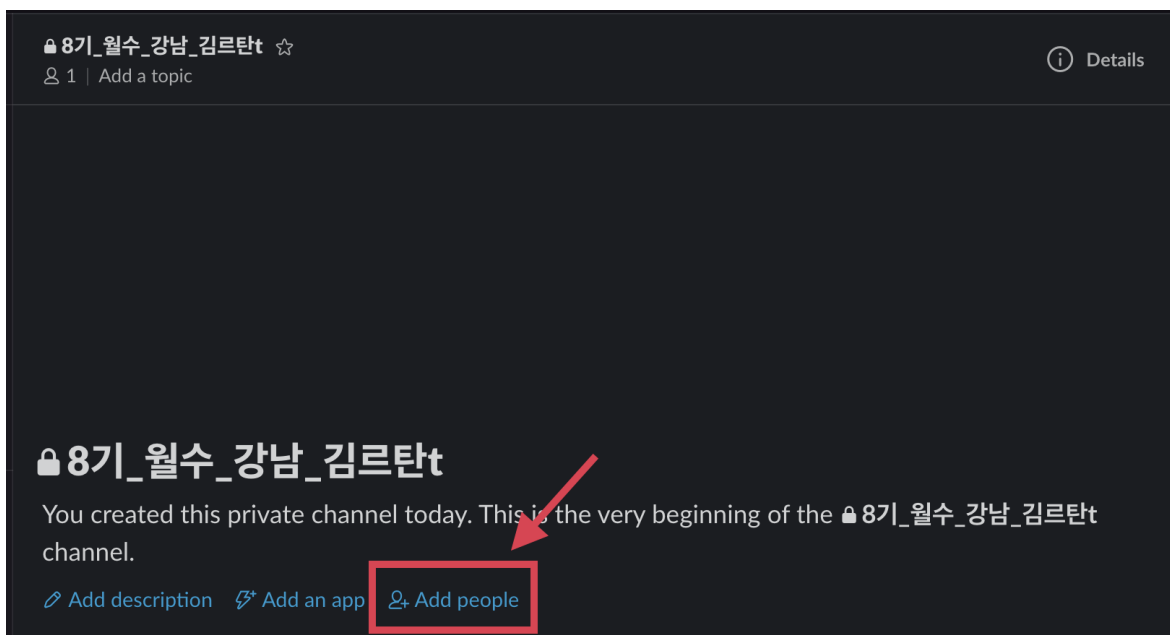 8기_월수_강남_김르탄t
1 | Add a topic
Details
8기_월수_강남_김르탄t
You created this private channel today. This is the very beginning of the 8기_월수_강남_김르탄t
channel.
Add description Add an app Add people